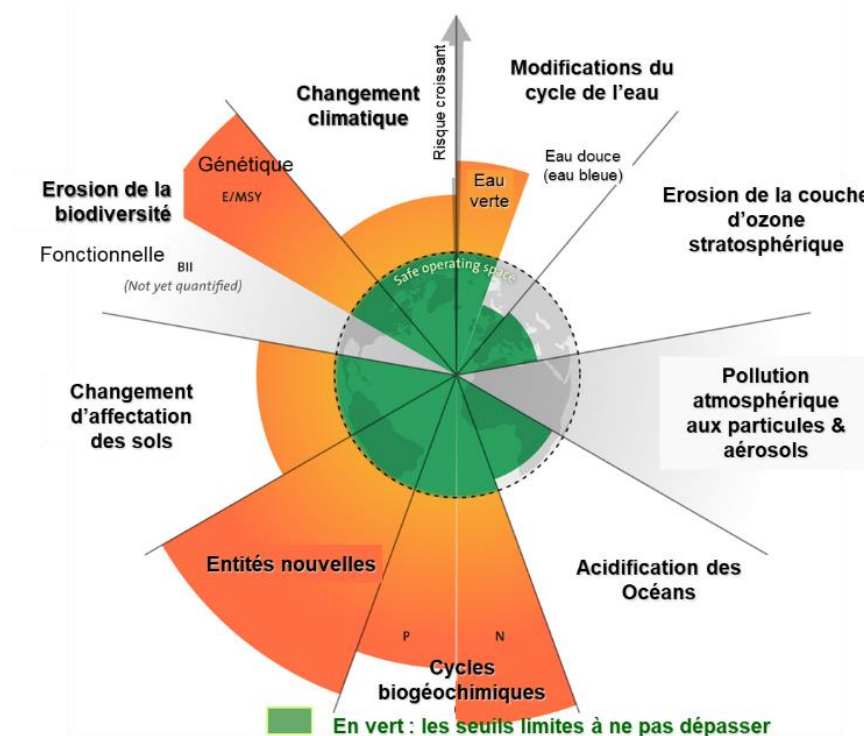 Changement
climatique
Risque croissant
Modifications du
cycle de l'eau
Eau douce
(eau bleue)
Eau
verte
Erosion de la couche
d'ozone
stratosphérique
Génétique
E/MSY
Erosion de la
biodiversité
Fonctionnelle
BII
(Not yet quantified)
Safe operating space
Changement
d'affectation
des sols
Pollution
atmosphérique
aux particules &
aérosols
Entités nouvelles
Acidification des
Océans
P
N
Cycles
biogéochimiques
En vert : les seuils limites à ne pas dépasser